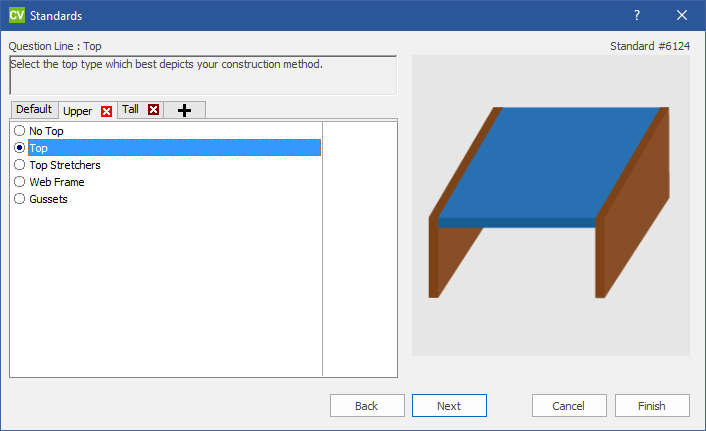 CV Standards ?
Question Line : Top Standard #6124
Select the top type which best depicts your construction method.
Default Upper Tall
No Top
Top
Top Stretchers
Web Frame
Gussets
Back Next Cancel Finish